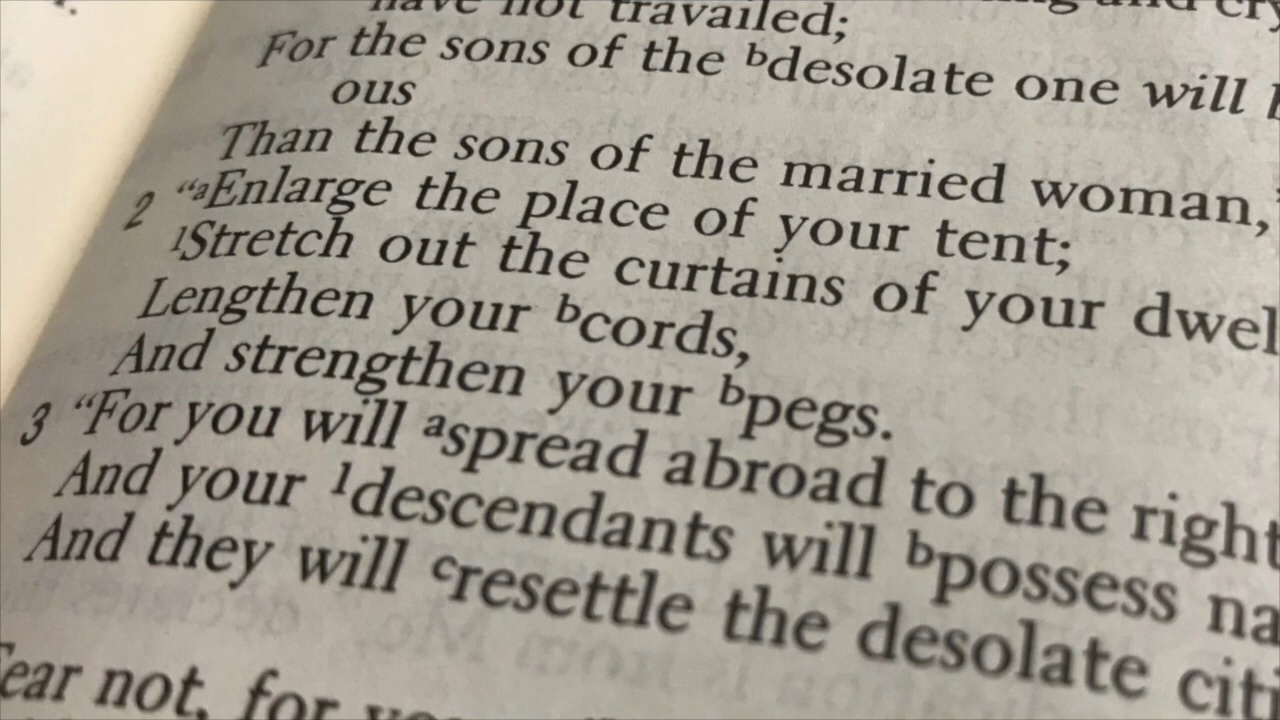 have not travailed;
For the sons of the bdesolate one will
ous
Than the sons of the married woman,
2 "aEnlarge the place of your tent;
1Stretch out the curtains of your dwel
Lengthen your bcords,
And strengthen your bpegs.
3 "For you will aspread abroad to the right
And your 1descendants will bpossess na
And they will cresettle the desolate citi
Fear not, for